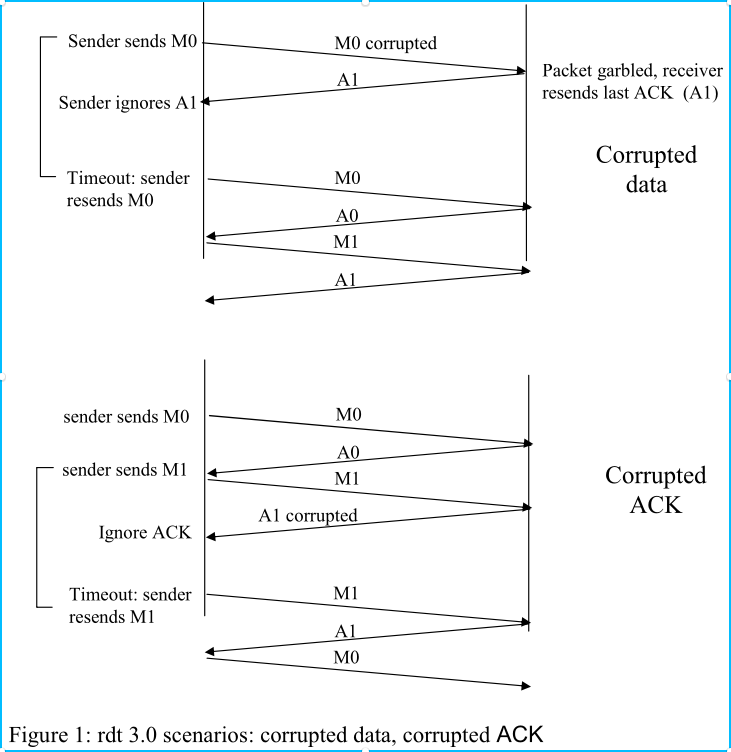 Sender sends M0
M0 corrupted
Packet garbled, receiver
resends last ACK (A1)
A1
Sender ignores A1
Corrupted
data
Timeout: sender
resends M0
M0
A0
M1
A1
sender sends M0
M0
A0
sender sends M1
M1
Corrupted
ACK
A1 corrupted
Ignore ACK
Timeout: sender
resends M1
M1
A1
M0
Figure 1: rdt 3.0 scenarios: corrupted data, corrupted ACK